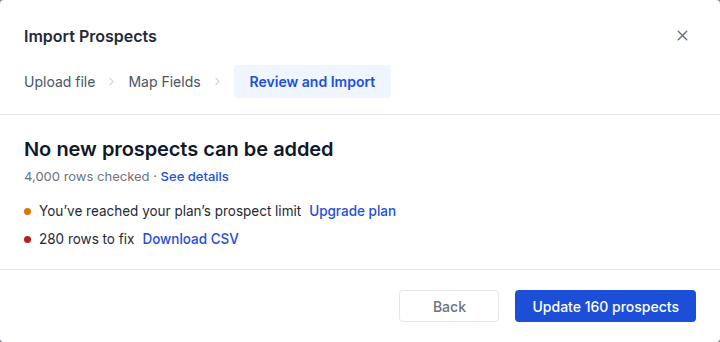 Import Prospects
Upload file
Map Fields
Review and Import
No new prospects can be added
4,000 rows checked · See details
You’ve reached your plan’s prospect limit Upgrade plan
280 rows to fix Download CSV
Back
Update 160 prospects